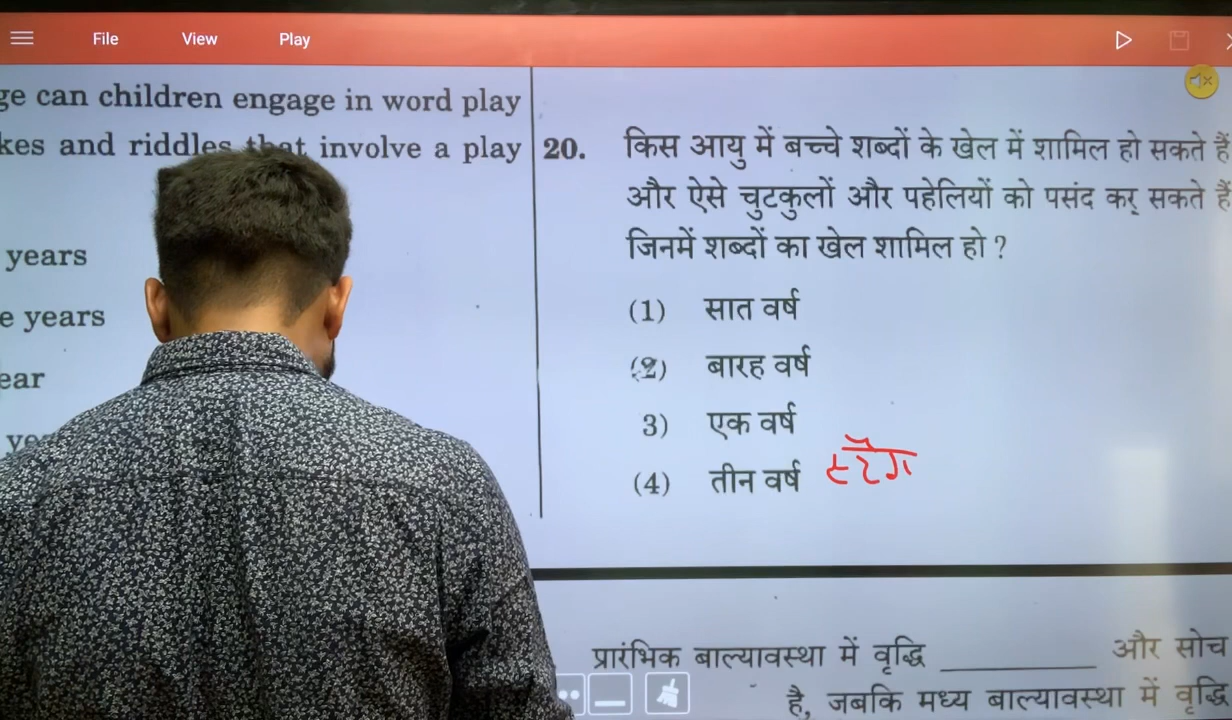 File View Play
ge can children engage in word play
kes and riddles that involve a play
years
e years
ear
20. किस आयु में बच्चे शब्दों के खेल में शामिल हो सकते हैं
और ऐसे चुटकुलों और पहेलियों को पसंद कर सकते हैं
जिनमें शब्दों का खेल शामिल हो ?
(1) सात वर्ष
(2) बारह वर्ष
3) एक वर्ष
(4) तीन वर्ष
प्रारंभिक बाल्यावस्था में वृद्धि ________ और सोच
है, जबकि मध्य बाल्यावस्था में वृद्धि